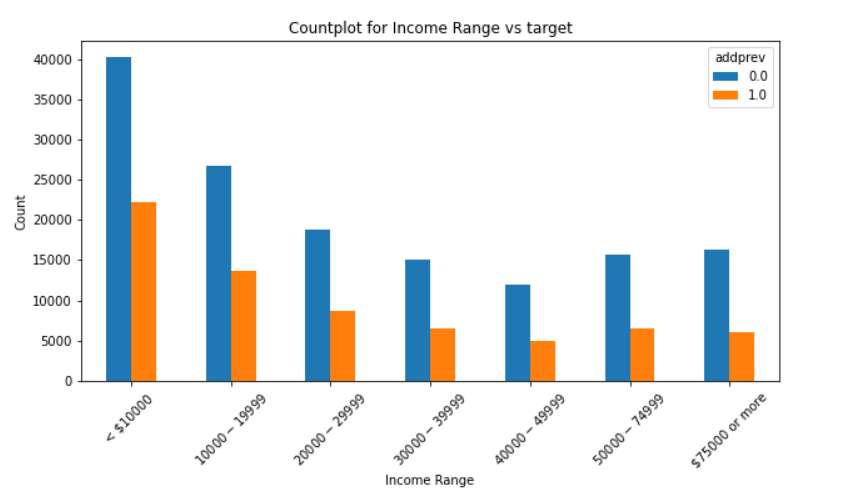 Countplot for Income Range vs target
addprev
0.0
1.0
40000
35000
30000
25000
20000
15000
10000
5000
0
Count
< $10000
10000 − 19999
20000 − 29999
30000 − 39999
40000 − 49999
50000 − 74999
$75000 or more
Income Range